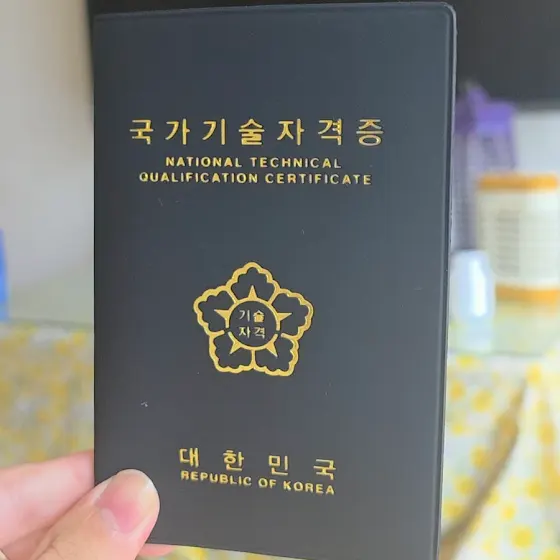 국가기술자격증
NATIONAL TECHNICAL
QUALIFICATION CERTIFICATE
기술
자격
대한민국
REPUBLIC OF KOREA